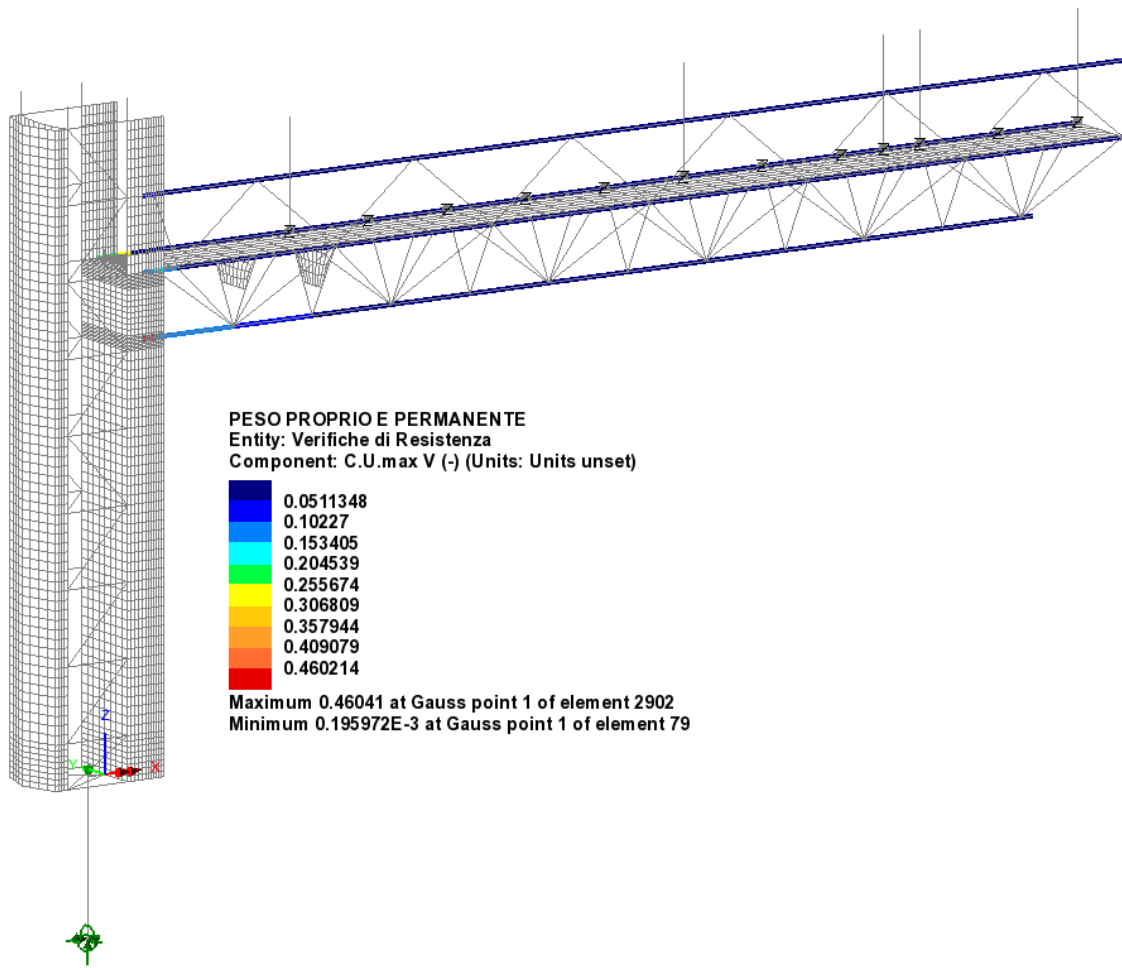 Z
Z
Z
Z
Z
Z
Z
Z
Z
Z
Z
Z
PESO PROPRIO E PERMANENTE
Entity: Verifiche di Resistenza
Component: C.U.max V (-) (Units: Units unset)
0.0511348
0.10227
0.153405
0.204539
0.255674
0.306809
0.357944
0.409079
0.460214
Maximum 0.46041 at Gauss point 1 of element 2902
Minimum 0.195972E-3 at Gauss point 1 of element 79
Z
Y
X